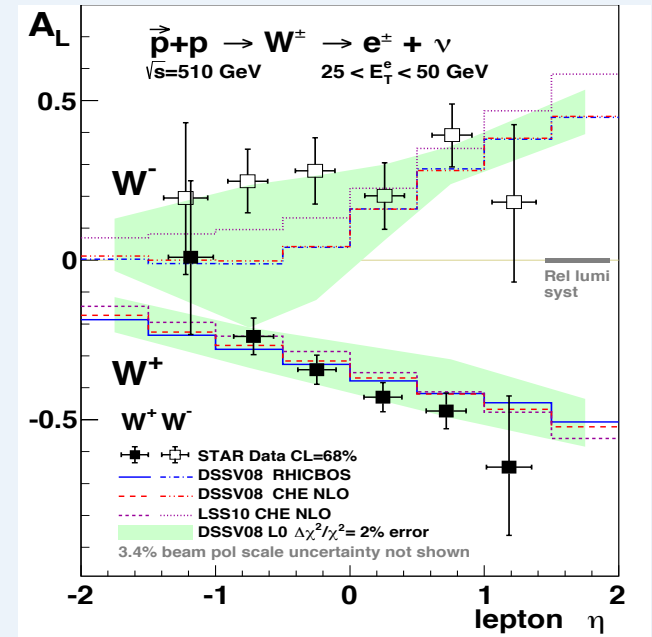 A_L
p⃗+p → W± → e± + ν
√s=510 GeV 25 < E_T^e < 50 GeV
0.5
W⁻
0
Rel lumi
syst
W⁺
-0.5
W⁺ W⁻
STAR Data CL=68%
DSSV08 RHICBOS
DSSV08 CHE NLO
LSS10 CHE NLO
DSSV08 L0 Δχ²/χ²= 2% error
3.4% beam pol scale uncertainty not shown
-2 -1 0 1 2
lepton η